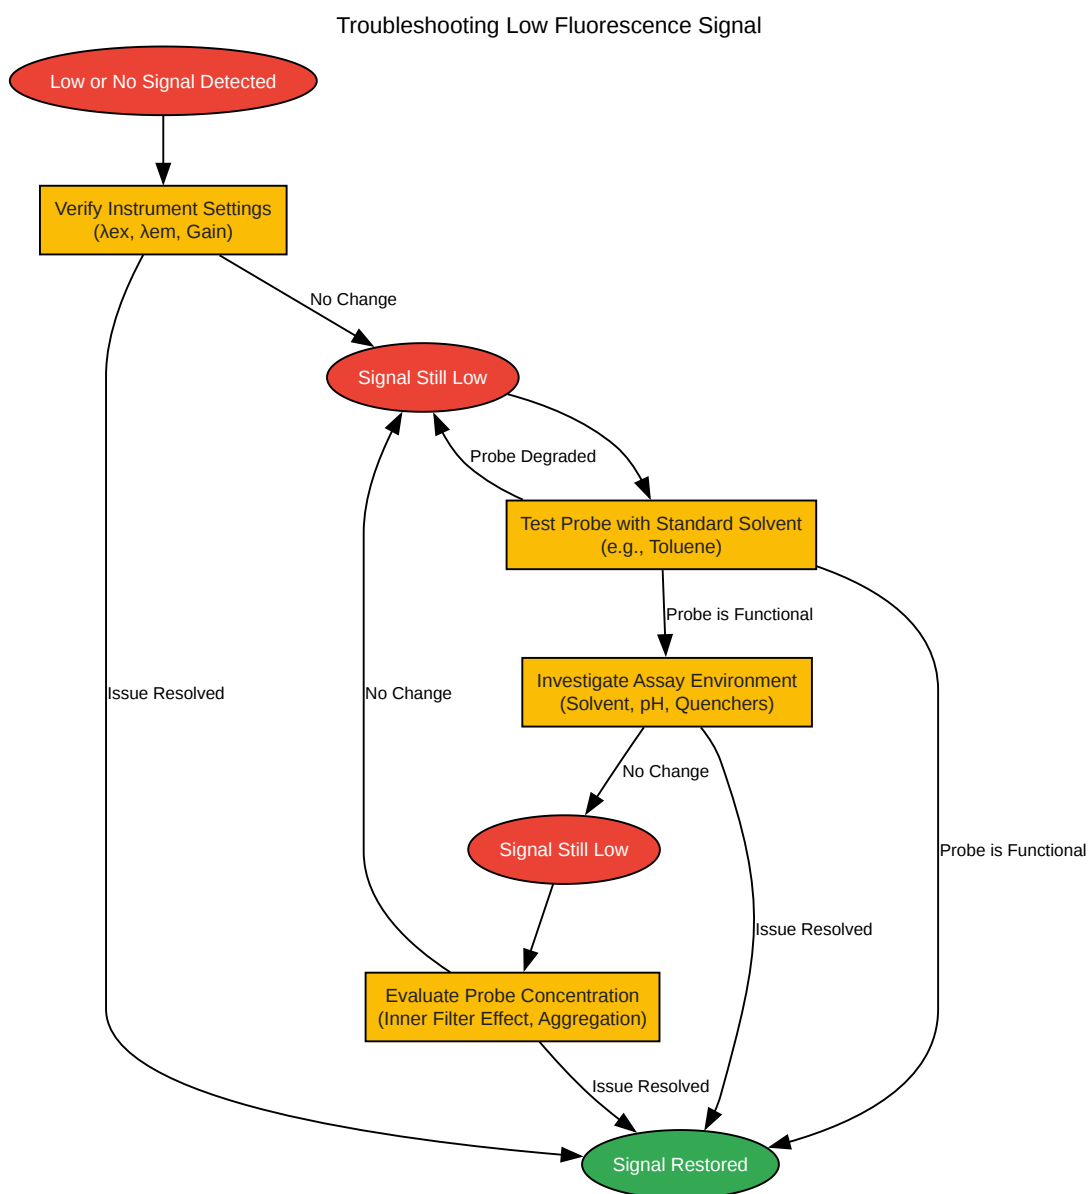 Troubleshooting Low Fluorescence Signal
Low or No Signal Detected
Verify Instrument Settings
(λex, λem, Gain)
No Change
Signal Still Low
Probe Degraded
Test Probe with Standard Solvent
(e.g., Toluene)
Probe is Functional
Investigate Assay Environment
(Solvent, pH, Quenchers)
Issue Resolved
No Change
No Change
Signal Still Low
Probe is Functional
Issue Resolved
Evaluate Probe Concentration
(Inner Filter Effect, Aggregation)
Issue Resolved
Signal Restored